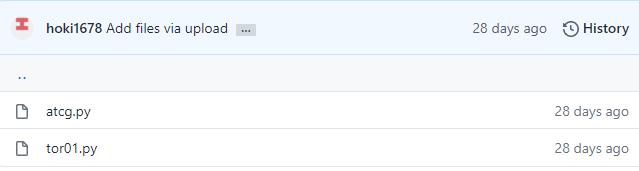 hoki1678 Add files via upload ... 28 days ago History
..
atcg.py 28 days ago
tor01.py 28 days ago